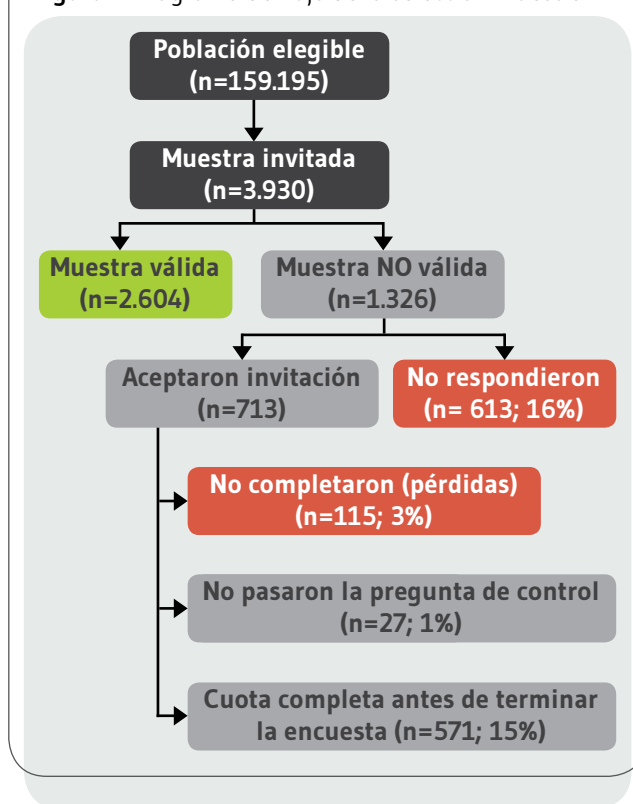 Población elegible
(n=159.195)
Muestra invitada
(n=3.930)
Muestra válida
(n=2.604)
Muestra NO válida
(n=1.326)
Aceptaron invitación
(n=713)
No respondieron
(n= 613; 16%)
No completaron (pérdidas)
(n=115; 3%)
No pasaron la pregunta de control
(n=27; 1%)
Cuota completa antes de terminar
la encuesta (n=571; 15%)